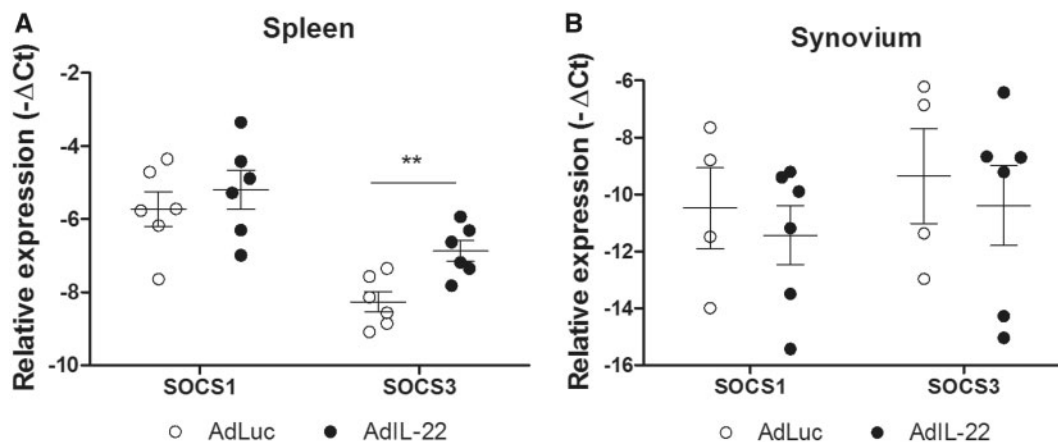 A
Spleen
Relative expression (-ΔCt)
-2
-4
-6
-8
-10
**
SOCS1 SOCS3
AdLuc AdIL-22
B
Synovium
Relative expression (-ΔCt)
-6
-8
-10
-12
-14
-16
SOCS1 SOCS3
AdLuc AdIL-22